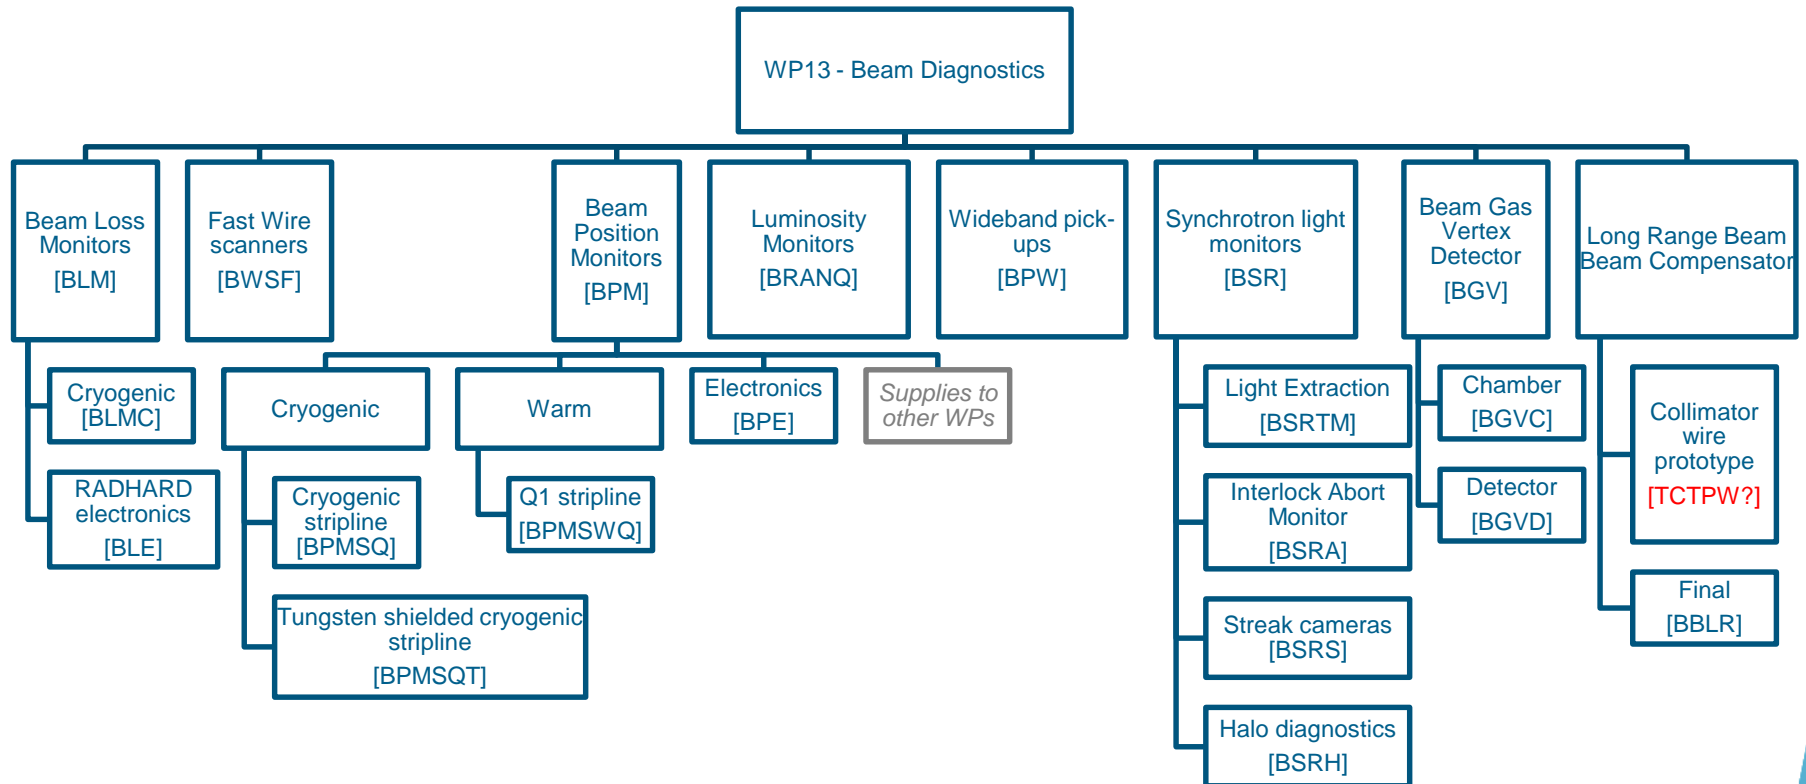 WP13 - Beam Diagnostics
Beam Loss
Monitors
[BLM]
Fast Wire
scanners
[BWSF]
Beam
Position
Monitors
[BPM]
Luminosity
Monitors
[BRANQ]
Wideband pick-
ups
[BPW]
Synchrotron light
monitors
[BSR]
Beam Gas
Vertex
Detector
[BGV]
Long Range Beam
Beam Compensator
Cryogenic
[BLMC]
RADHARD
electronics
[BLE]
Cryogenic
Cryogenic
stripline
[BPMSQ]
Tungsten shielded cryogenic
stripline
[BPMSQT]
Warm
Q1 stripline
[BPMSWQ]
Electronics
[BPE]
Supplies to
other WPs
Light Extraction
[BSRTM]
Interlock Abort
Monitor
[BSRA]
Streak cameras
[BSRS]
Halo diagnostics
[BSRH]
Chamber
[BGVC]
Detector
[BGVD]
Collimator
wire
prototype
[TCTPW?]
Final
[BBLR]